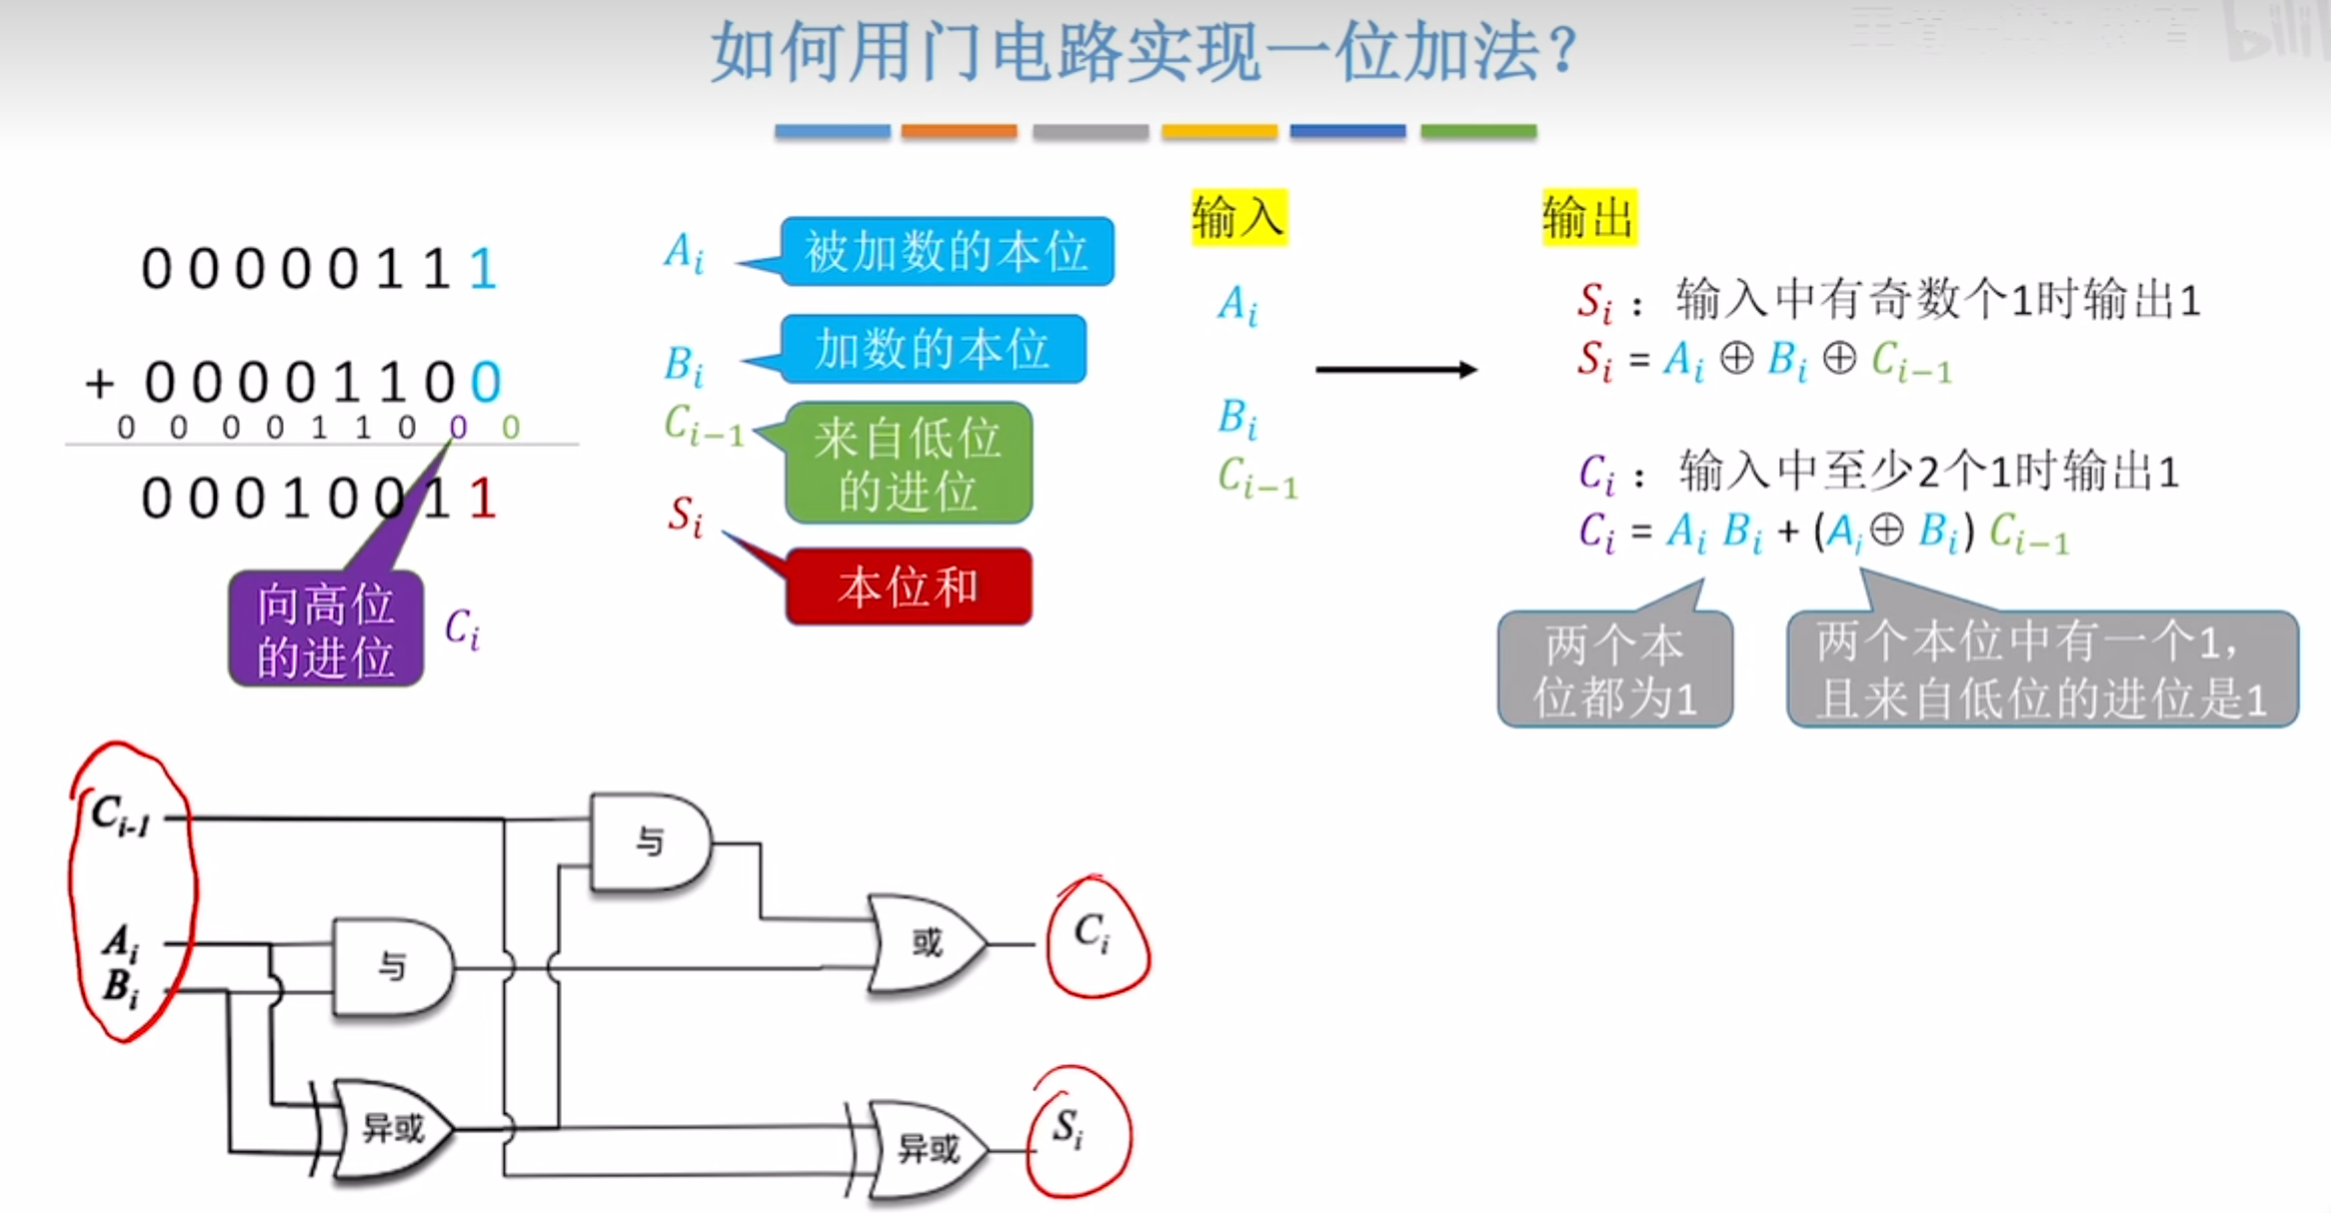 如何用门电路实现一位加法?
0 0 0 0 0 1 1 1
+ 0 0 0 0 1 1 0 0
0 0 0 0 1 1 0 0 0
0 0 0 1 0 0 1 1
向高位
的进位
C_i
A_i
被加数的本位
B_i
加数的本位
C_{i-1}
来自低位
的进位
S_i
本位和
输入
A_i
B_i
C_{i-1}
输出
S_i: 输入中有奇数个1时输出1
S_i = A_i ⊕ B_i ⊕ C_{i-1}
C_i: 输入中至少2个1时输出1
C_i = A_i B_i + (A_i ⊕ B_i) C_{i-1}
两个本
位都为1
两个本位中有一个1,
且来自低位的进位是1
C_{i-1}
A_i
B_i
与
与
异或
或
异或
C_i
S_i
bili